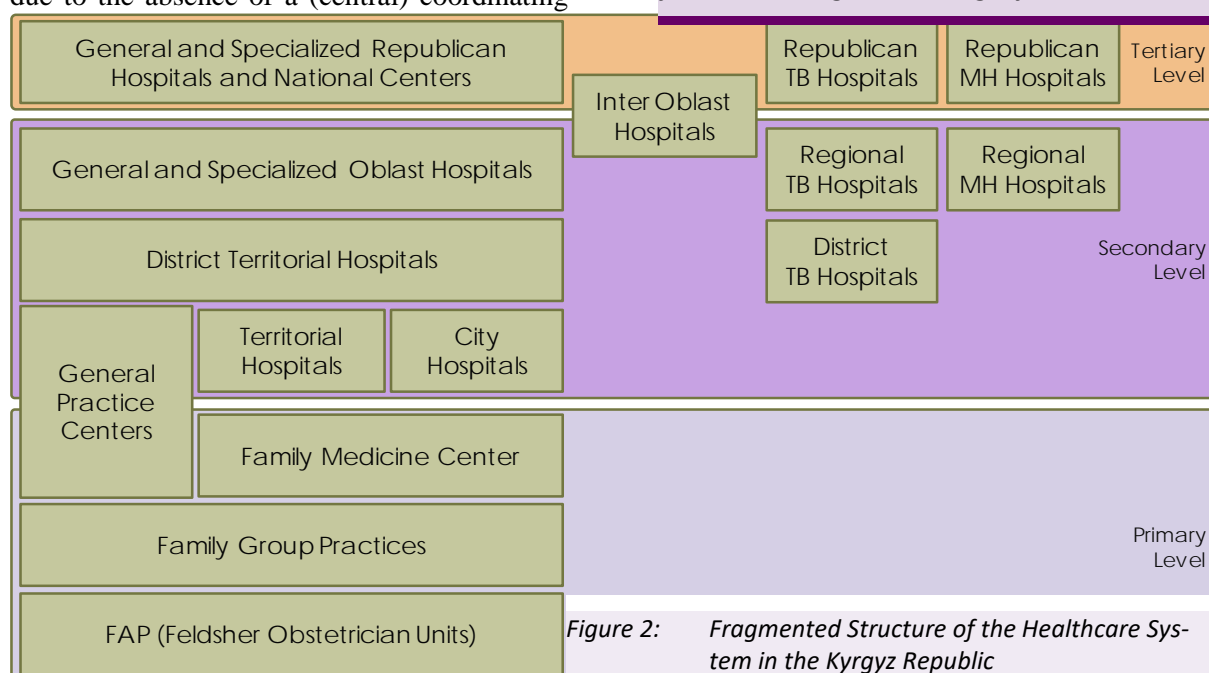 due to the absence of a (central) coordinating
General and Specialized Republican
Hospitals and National Centers
Inter Oblast
Hospitals
Republican
TB Hospitals
Republican
MH Hospitals
Tertiary
Level
General and Specialized Oblast Hospitals
Regional
TB Hospitals
Regional
MH Hospitals
District Territorial Hospitals
District
TB Hospitals
Secondary
Level
General
Practice
Centers
Territorial
Hospitals
City
Hospitals
Family Medicine Center
Family Group Practices
Primary
Level
FAP (Feldsher Obstetrician Units)
Figure 2: Fragmented Structure of the Healthcare Sys-
tem in the Kyrgyz Republic